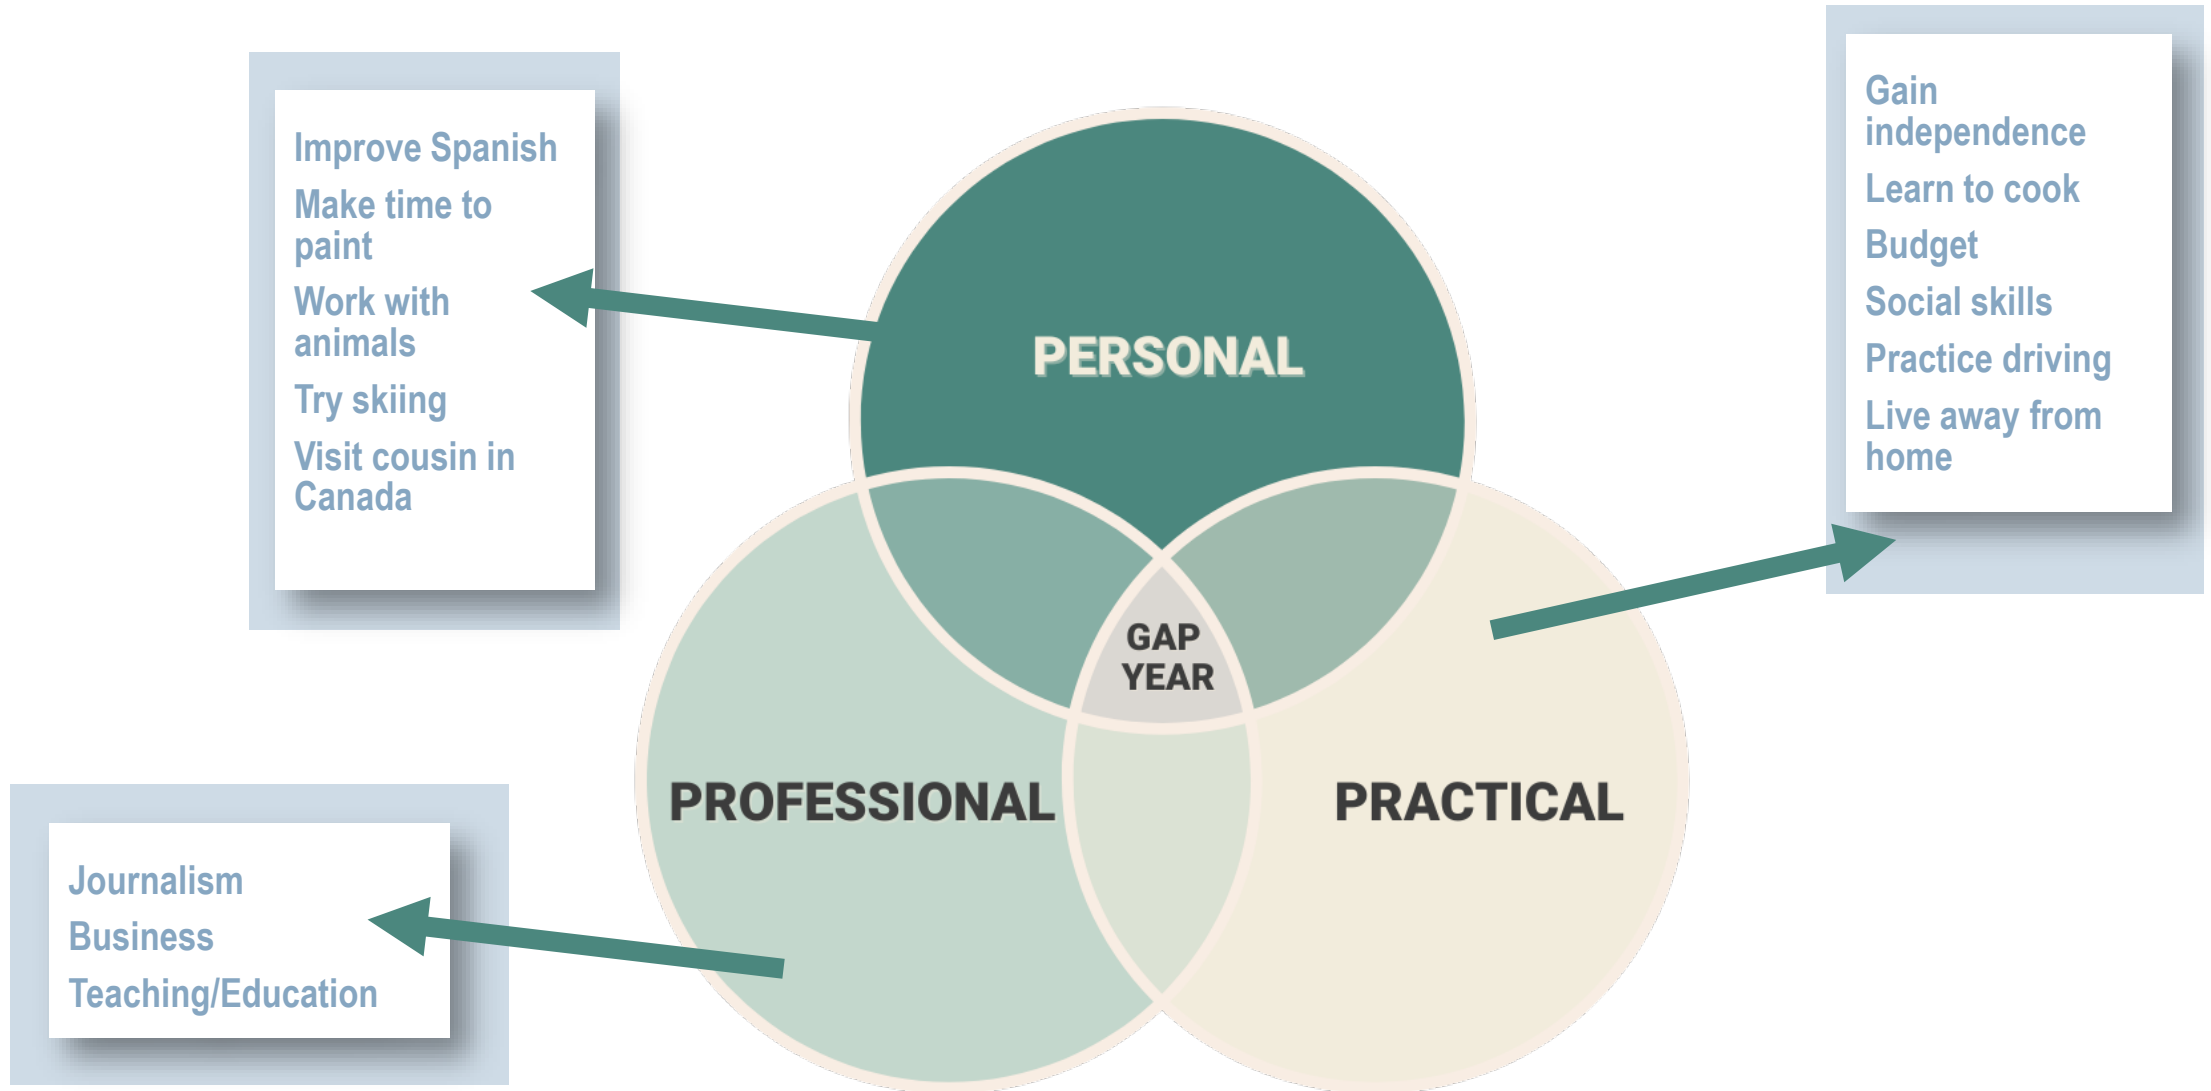 Improve Spanish
Make time to
paint
Work with
animals
Try skiing
Visit cousin in
Canada
Gain
independence
Learn to cook
Budget
Social skills
Practice driving
Live away from
home
PERSONAL
GAP
YEAR
PROFESSIONAL
PRACTICAL
Journalism
Business
Teaching/Education